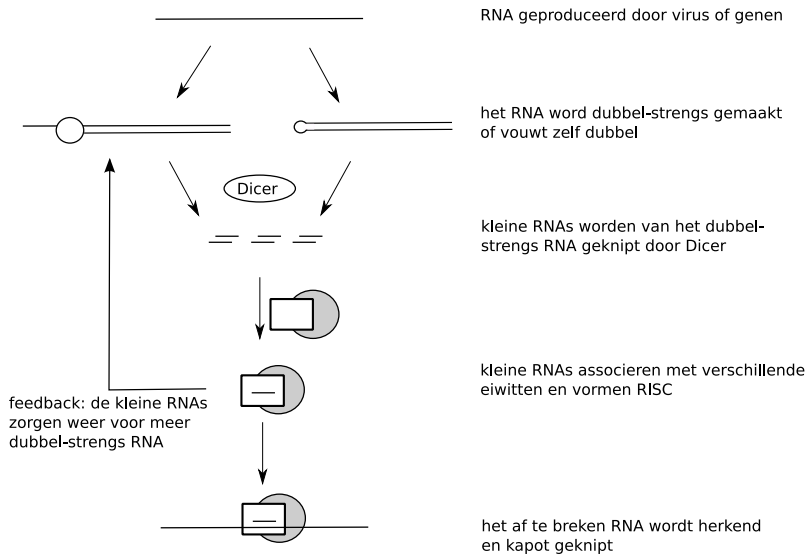 RNA geproduceerd door virus of genen
het RNA word dubbel-strengs gemaakt
of vouwt zelf dubbel
Dicer
kleine RNAs worden van het dubbel-
strengs RNA geknipt door Dicer
kleine RNAs associeren met verschillende
eiwitten en vormen RISC
feedback: de kleine RNAs
zorgen weer voor meer
dubbel-strengs RNA
het af te breken RNA wordt herkend
en kapot geknipt